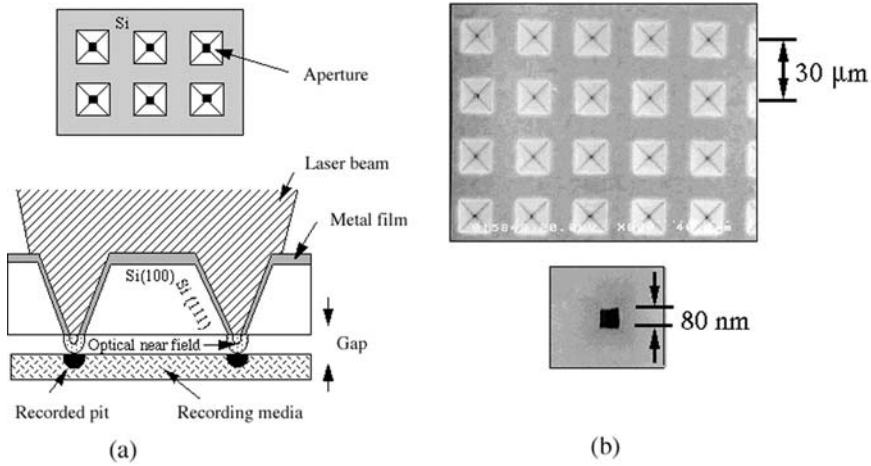 Si
Aperture
Laser beam
Metal film
Si(100)
Si (111)
Optical near field
Gap
Recorded pit
Recording media
(a)
30 μm
80 nm
(b)